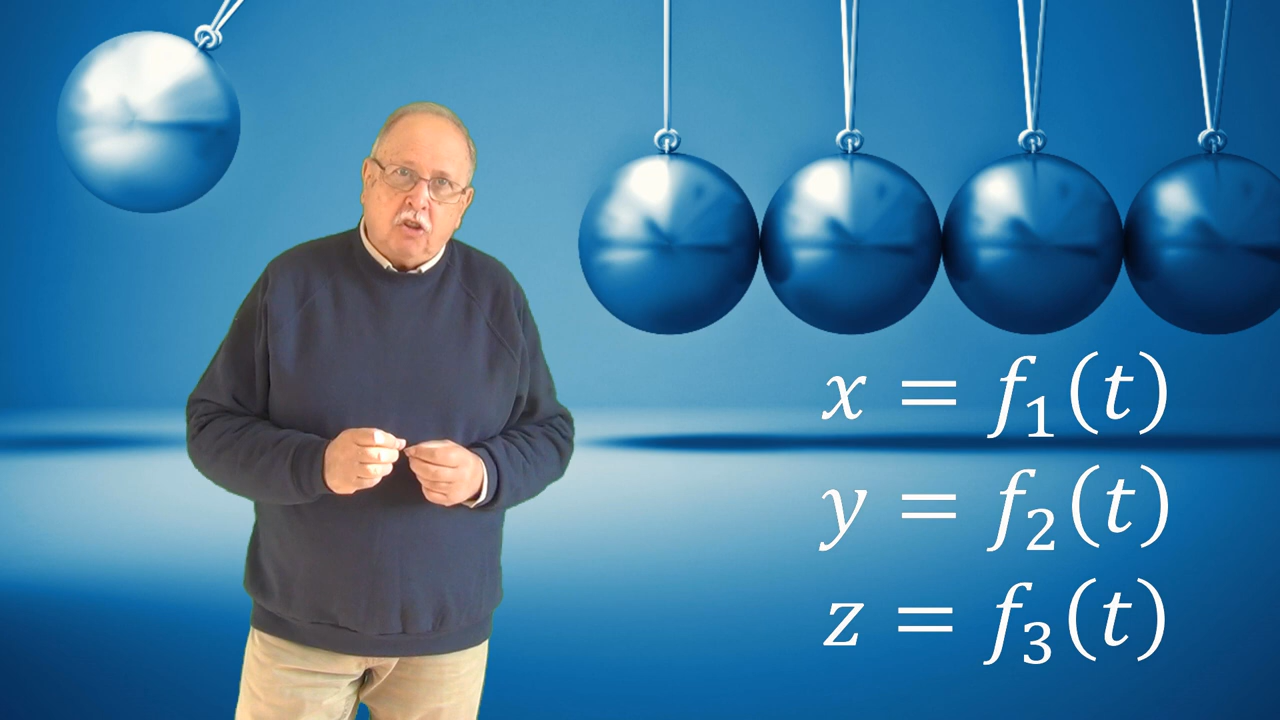 x = f₁(t)
y = f₂(t)
z = f₃(t)